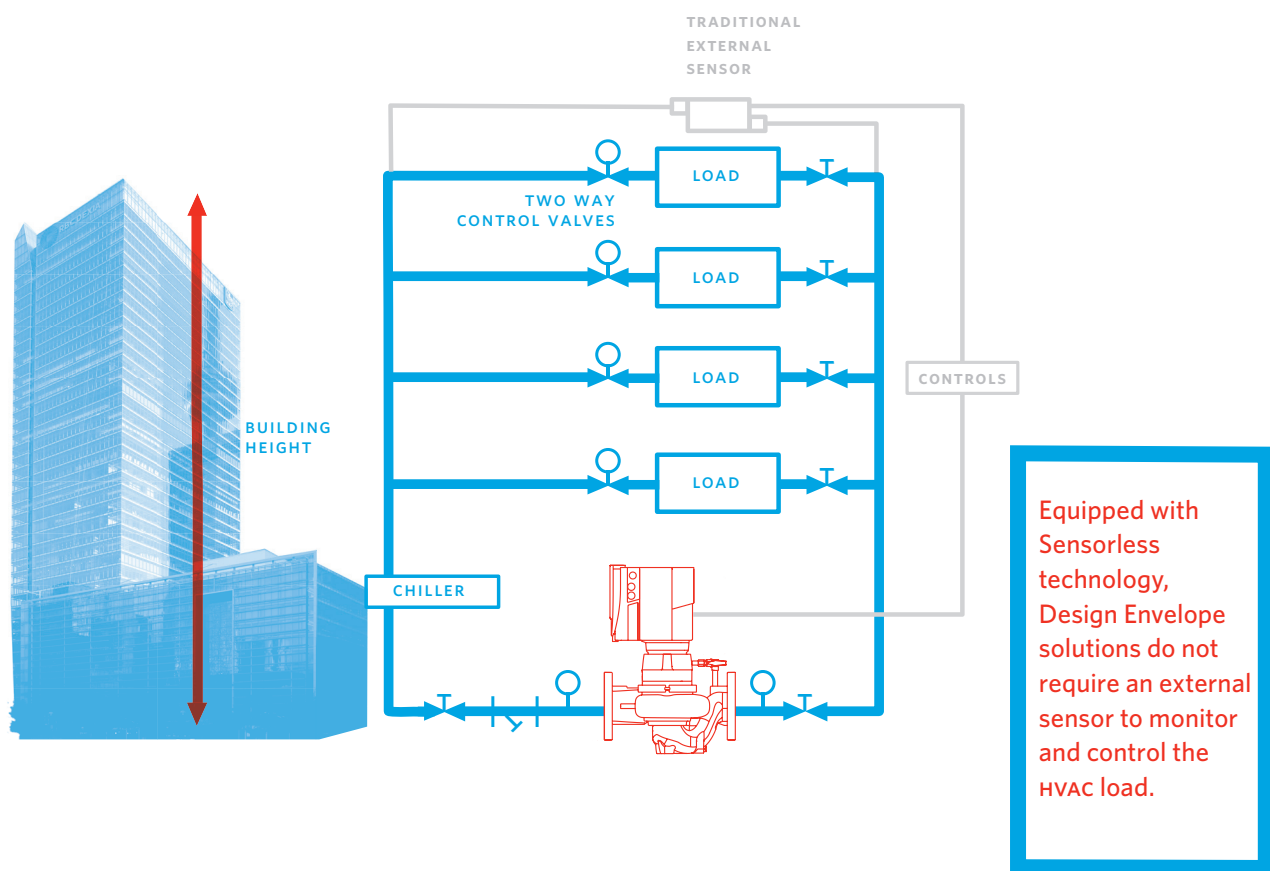 TRADITIONAL
EXTERNAL
SENSOR
LOAD
TWO WAY
CONTROL VALVES
LOAD
LOAD
CONTROLS
BUILDING
HEIGHT
LOAD
CHILLER
Equipped with
Sensorless
technology,
Design Envelope
solutions do not
require an external
sensor to monitor
and control the
HVAC load.